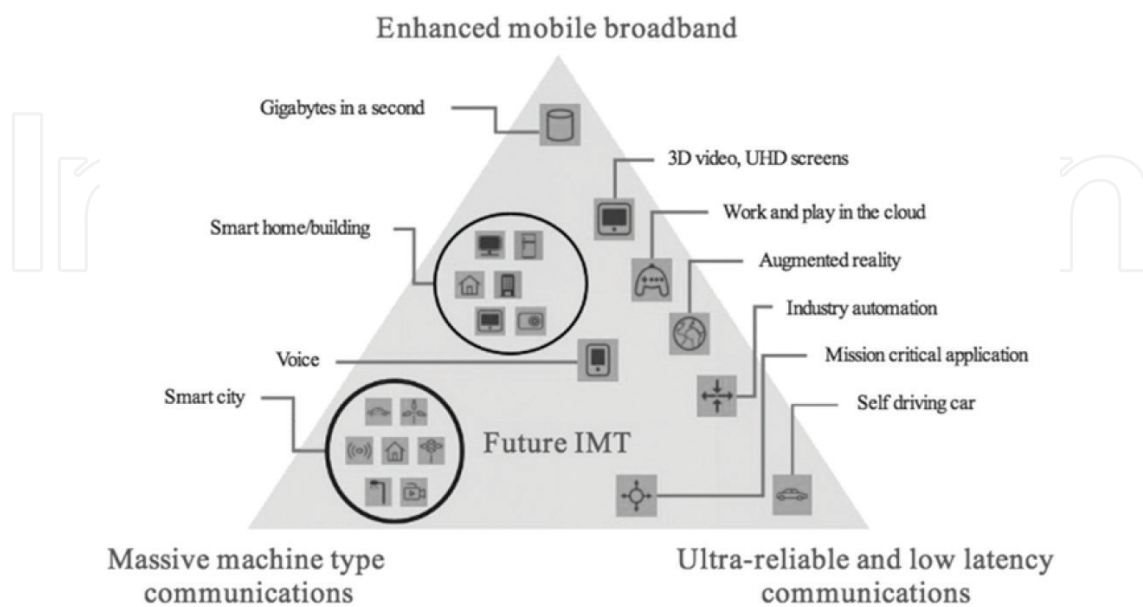 Enhanced mobile broadband
Gigabytes in a second
3D video, UHD screens
Work and play in the cloud
Smart home/building
Augmented reality
Industry automation
Voice
Mission critical application
Smart city
Self driving car
Future IMT
Massive machine type
communications
Ultra-reliable and low latency
communications